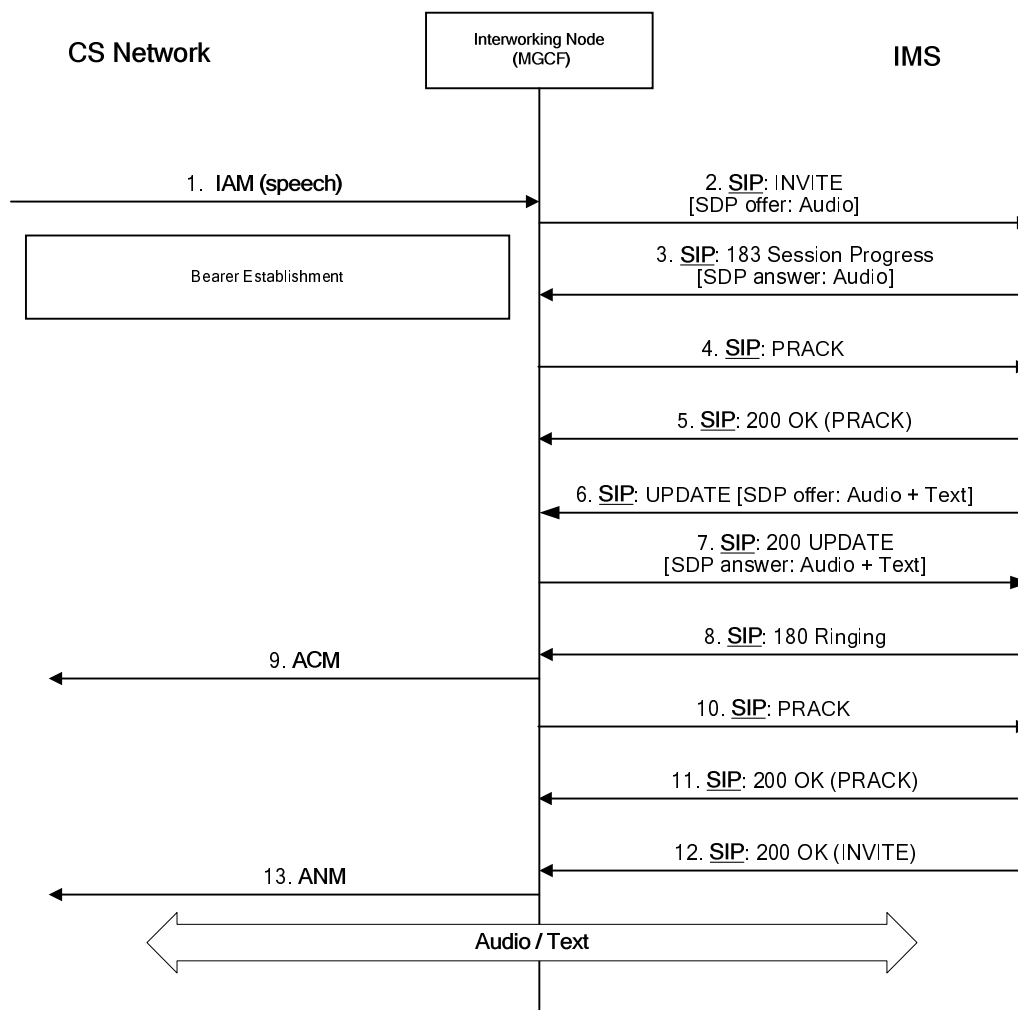 CS Network
Interworking Node
(MGCF)
IMS
1. IAM (speech)
2. SIP: INVITE
[SDP offer: Audio]
Bearer Establishment
3. SIP: 183 Session Progress
[SDP answer: Audio]
4. SIP: PRACK
5. SIP: 200 OK (PRACK)
6. SIP: UPDATE [SDP offer: Audio + Text]
7. SIP: 200 UPDATE
[SDP answer: Audio + Text]
8. SIP: 180 Ringing
9. ACM
10. SIP: PRACK
11. SIP: 200 OK (PRACK)
12. SIP: 200 OK (INVITE)
13. ANM
Audio / Text